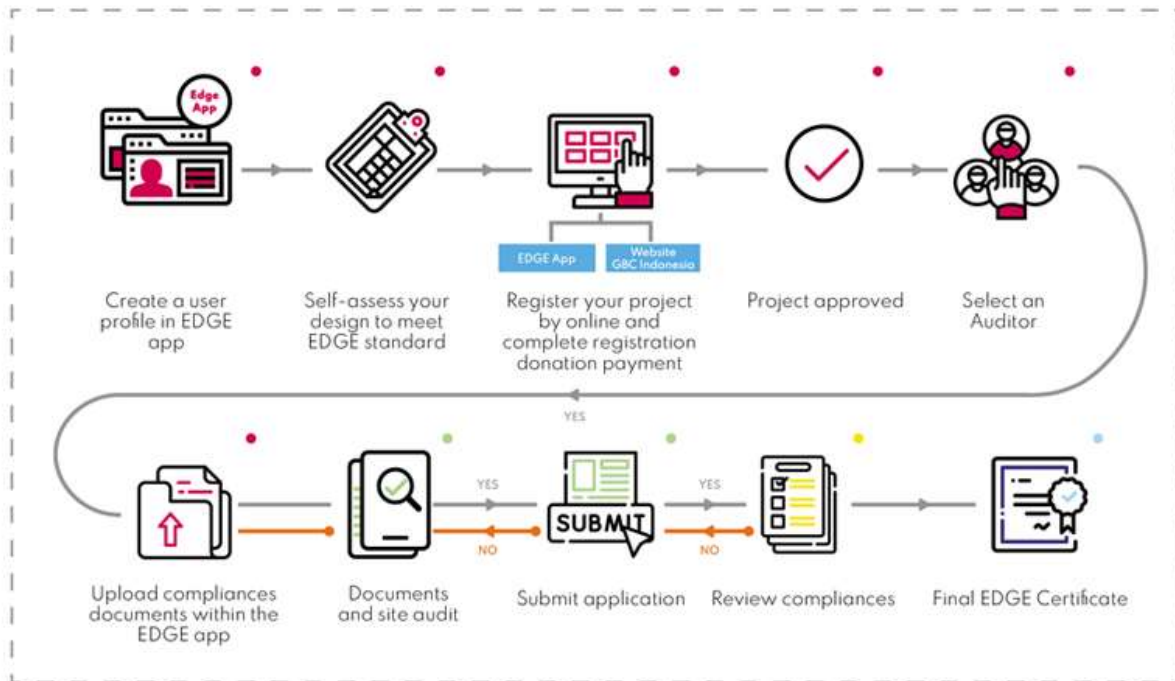 Edge
App
EDGE App
Website
GBC Indonesia
Create a user
profile in EDGE
app
Self-assess your
design to meet
EDGE standard
Register your project
by online and
complete registration
donation payment
Project approved
Select an
Auditor
YES
YES
NO
SUBMIT
YES
NO
Upload compliances
documents within the
EDGE app
Documents
and site audit
Submit application
Review compliances
Final EDGE Certificate